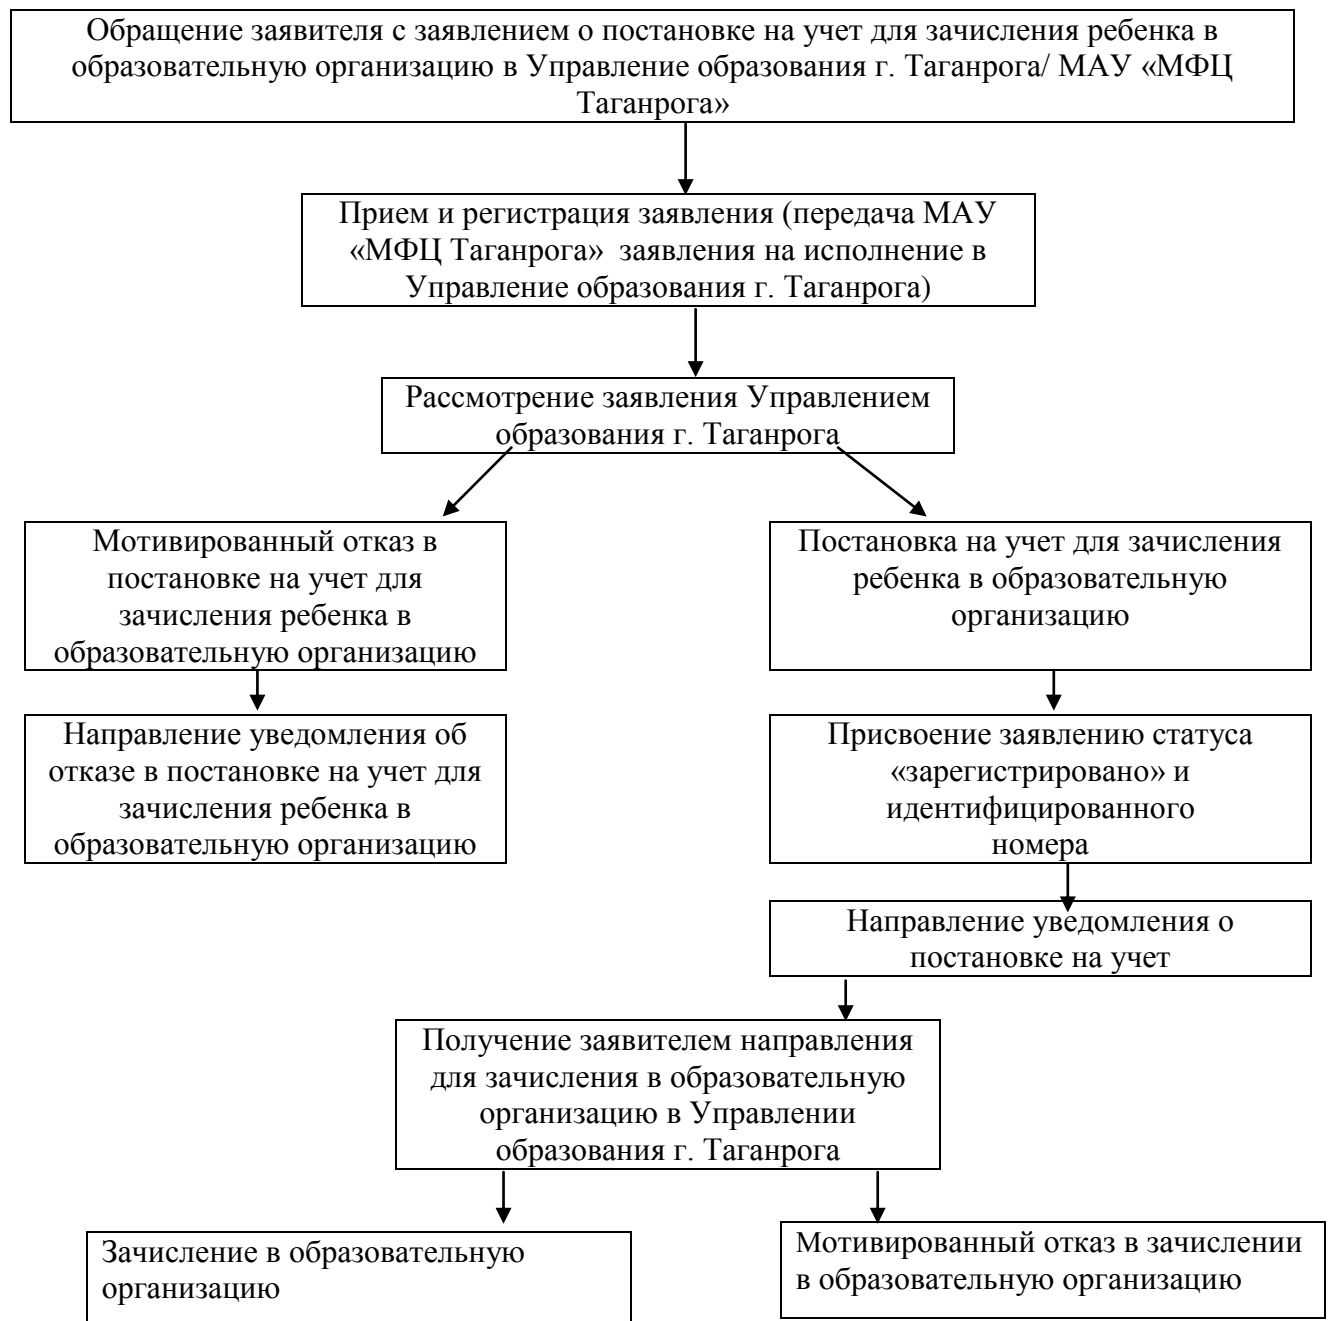 Обращение заявителя с заявлением о постановке на учет для зачисления ребенка в
образовательную организацию в Управление образования г. Таганрога/ МАУ «МФЦ
Таганрога»
Прием и регистрация заявления (передача МАУ
«МФЦ Таганрога» заявления на исполнение в
Управление образования г. Таганрога)
Рассмотрение заявления Управлением
образования г. Таганрога
Мотивированный отказ в
постановке на учет для
зачисления ребенка в
образовательную организацию
Постановка на учет для зачисления
ребенка в образовательную
организацию
Направление уведомления об
отказе в постановке на учет для
зачисления ребенка в
образовательную организацию
Присвоение заявлению статуса
«зарегистрировано» и
идентифицированного
номера
Направление уведомления о
постановке на учет
Получение заявителем направления
для зачисления в образовательную
организацию в Управлении
образования г. Таганрога
Зачисление в образовательную
организацию
Мотивированный отказ в зачислении
в образовательную организацию